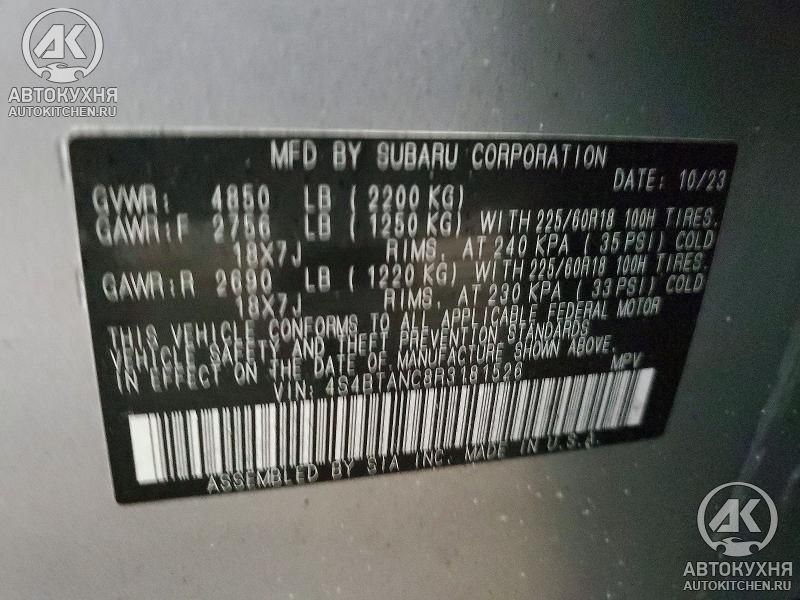 AK
АВТОКУХНЯ
AUTOKITCHEN.RU
MFD BY SUBARU CORPORATION
DATE: 10/23
GVWR: 4850 LB ( 2200 KG)
GAWR:F 2756 LB ( 1250 KG) WITH 225/60R18 100H TIRES.
18X7J RIMS, AT 240 KPA ( 35 PSI) COLD
GAWR:R 2690 LB ( 1220 KG) WITH 225/60R18 100H TIRES.
18X7J RIMS, AT 230 KPA ( 33 PSI) COLD
THIS VEHICLE CONFORMS TO ALL APPLICABLE FEDERAL MOTOR
VEHICLE SAFETY AND THEFT PREVENTION STANDARDS
IN EFFECT ON THE DATE OF MANUFACTURE SHOWN ABOVE.
VIN: 4S4BTANC8R3191526 MPV
ASSEMBLED BY SIA INC. MADE IN U.S.A.
AK
АВТОКУХНЯ
AUTOKITCHEN.RU